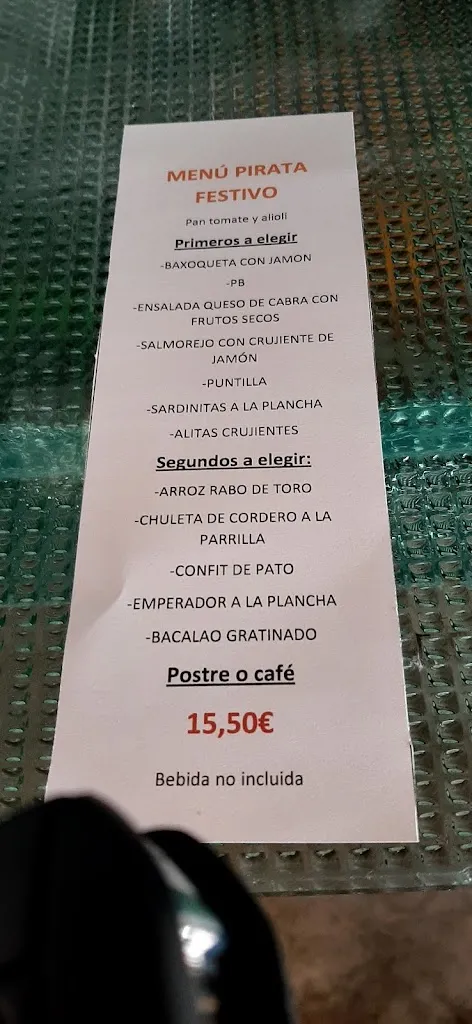 MENÚ PIRATA
FESTIVO
Pan tomate y alioli
Primeros a elegir
-BAXOQUETA CON JAMON
-PB
-ENSALADA QUESO DE CABRA CON
FRUTOS SECOS
-SALMOREJO CON CRUJIENTE DE
JAMÓN
-PUNTILLA
-SARDINITAS A LA PLANCHA
-ALITAS CRUJIENTES
Segundos a elegir:
-ARROZ RABO DE TORO
-CHULETA DE CORDERO A LA
PARRILLA
-CONFIT DE PATO
-EMPERADOR A LA PLANCHA
-BACALAO GRATINADO
Postre o café
15,50€
Bebida no incluida